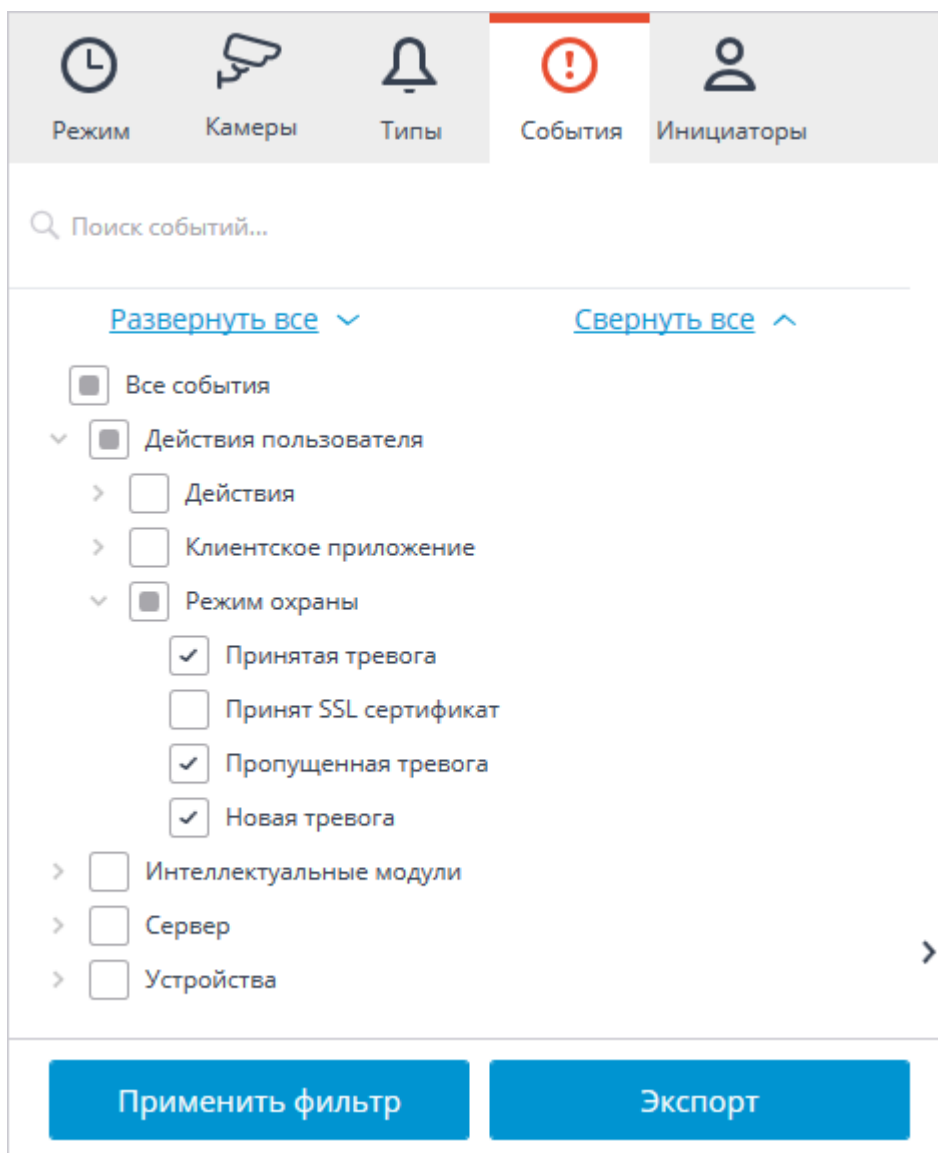 Режим Камеры Типы События Инициаторы
Поиск событий...
Развернуть все Свернуть все
Все события
Действия пользователя
Действия
Клиентское приложение
Режим охраны
Принятая тревога
Принят SSL сертификат
Пропущенная тревога
Новая тревога
Интеллектуальные модули
Сервер
Устройства
Применить фильтр Экспорт